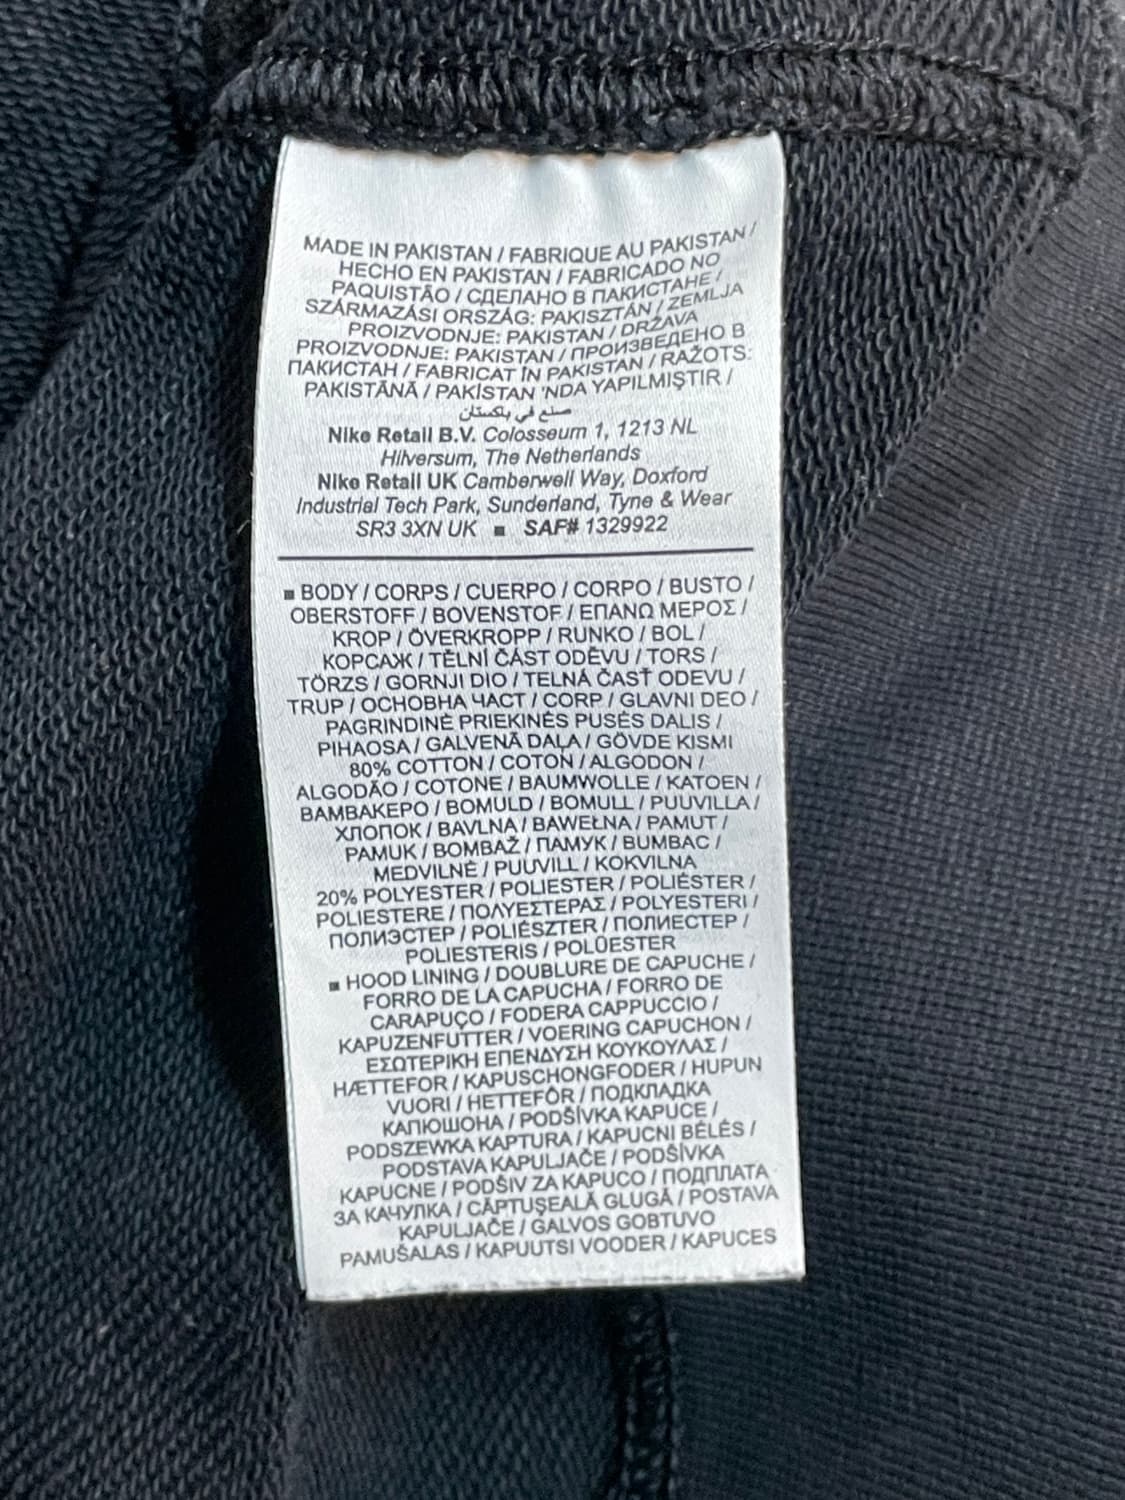 MADE IN PAKISTAN / FABRIQUE AU PAKISTAN /
HECHO EN PAKISTAN / FABRICADO NO
PAQUISTÃO / СДЕЛАНО В ПАКИСТАНЕ /
SZÁRMAZÁSI ORSZÁG: PAKISZTÁN / ZEMLJA
PROIZVODNJE: PAKISTAN / DRŽAVA
PROIZVODNJE: PAKISTAN / ПРОИЗВЕДЕНО В
ПАКИСТАН / FABRICAT ÎN PAKISTAN / RAŽOTS:
PAKISTĀNĀ / PAKİSTAN 'NDA YAPILMIŞTIR /
صنع في باكستان
Nike Retail B.V. Colosseum 1, 1213 NL
Hilversum, The Netherlands
Nike Retail UK Camberwell Way, Doxford
Industrial Tech Park, Sunderland, Tyne & Wear
SR3 3XN UK ■ SAF# 1329922
■ BODY / CORPS / CUERPO / CORPO / BUSTO /
OBERSTOFF / BOVENSTOF / ΕΠΑΝΩ ΜΕΡΟΣ /
KROP / ÖVERKROPP / RUNKO / BOL /
КОРСАЖ / TĚLNÍ ČÁST ODĚVU / TORS /
TÖRZS / GORNJI DIO / TELNÁ ČASŤ ODEVU /
TRUP / ОСНОВНА ЧАСТ / CORP / GLAVNI DEO /
PAGRINDINĖ PRIEKINĖS PUSĖS DALIS /
PIHAOSA / GALVENĀ DAĻA / GÖVDE KISMI
80% COTTON / COTON / ALGODON /
ALGODÃO / COTONE / BAUMWOLLE / KATOEN /
ΒΑΜΒΑΚΕΡΟ / BOMULD / BOMULL / PUUVILLA /
ХЛОПОК / BAVLNA / BAWEŁNA / PAMUT /
PAMUK / BOMBAŽ / ПАМУК / BUMBAC /
MEDVILNĖ / PUUVILL / KOKVILNA
20% POLYESTER / POLIESTER / POLIÉSTER /
POLIESTERE / ΠΟΛΥΕΣΤΕΡΑΣ / POLYESTERI /
ПОЛИЭСТЕР / POLIÉSZTER / ПОЛИЕСТЕР /
POLIESTERIS / POLÜESTER
■ HOOD LINING / DOUBLURE DE CAPUCHE /
FORRO DE LA CAPUCHA / FORRO DE
CARAPUÇO / FODERA CAPPUCCIO /
KAPUZENFUTTER / VOERING CAPUCHON /
ΕΣΩΤΕΡΙΚΗ ΕΠΕΝΔΥΣΗ ΚΟΥΚΟΥΛΑΣ /
HÆTTEFOR / KAPUSCHONGFODER / HUPUN
VUORI / HETTEFÔR / ПОДКЛАДКА
КАПЮШОНА / PODŠÍVKA KAPUCE /
PODSZEWKA KAPTURA / KAPUCNI BÉLÉS /
PODSTAVA KAPULJAČE / PODŠÍVKA
KAPUCNE / PODŠIV ZA KAPUCO / ПОДПЛАТА
ЗА КАЧУЛКА / CĂPTUŞEALĂ GLUGĂ / POSTAVA
KAPULJAČE / GALVOS GOBTUVO
PAMUŠALAS / KAPUUTSI VOODER / KAPUCES